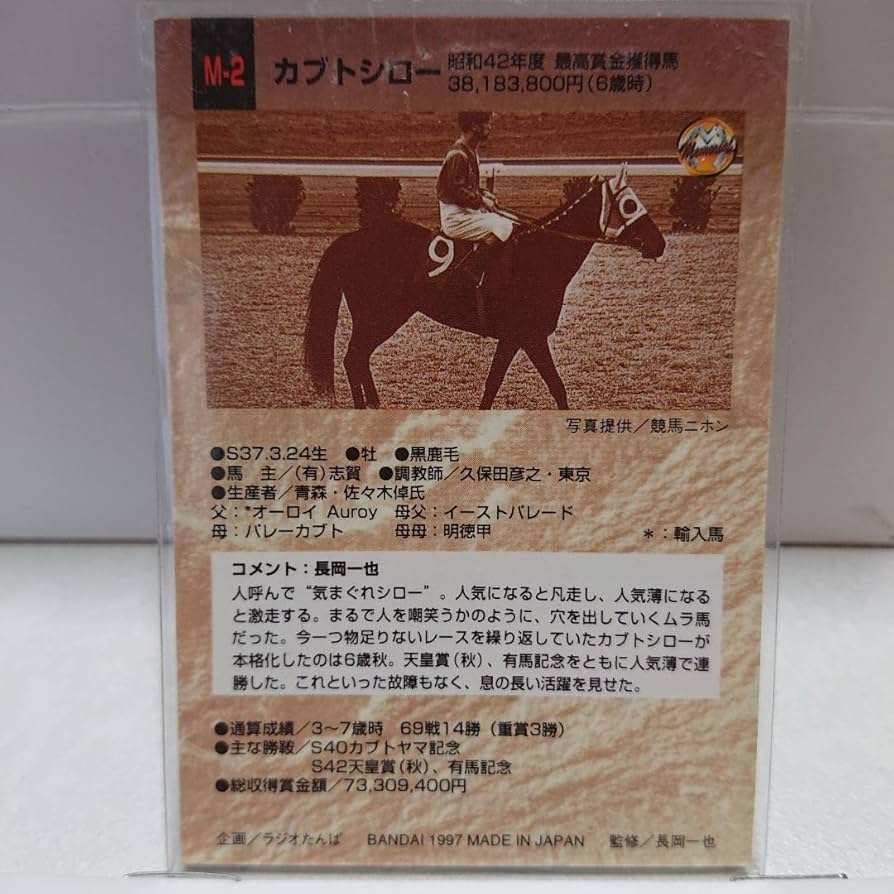 M-2 カブトシロー 昭和42年度 最高賞金獲得馬
38,183,800円(6歳時)
Memorial
9
9
写真提供/競馬ニホン
●S37.3.24生 ●牡 ●黒鹿毛
●馬 主/(有)志賀 ●調教師/久保田彦之・東京
●生産者/青森・佐々木倬氏
父:*オーロイ Auroy 母父:イーストパレード
母:パレーカブト 母母:明徳甲 *:輸入馬
コメント:長岡一也
人呼んで“気まぐれシロー”。人気になると凡走し、人気薄になる
と激走する。まるで人を嘲笑うかのように、穴を出していくムラ馬
だった。今一つ物足りないレースを繰り返していたカブトシローが
本格化したのは6歳秋。天皇賞(秋)、有馬記念をともに人気薄で連
勝した。これといった故障もなく、息の長い活躍を見せた。
●通算成績/3〜7歳時 69戦14勝(重賞3勝)
●主な勝鞍/S40カブトヤマ記念
S42天皇賞(秋)、有馬記念
●総収得賞金額/73,309,400円
企画/ラジオたんぱ BANDAI 1997 MADE IN JAPAN 監修/長岡一也